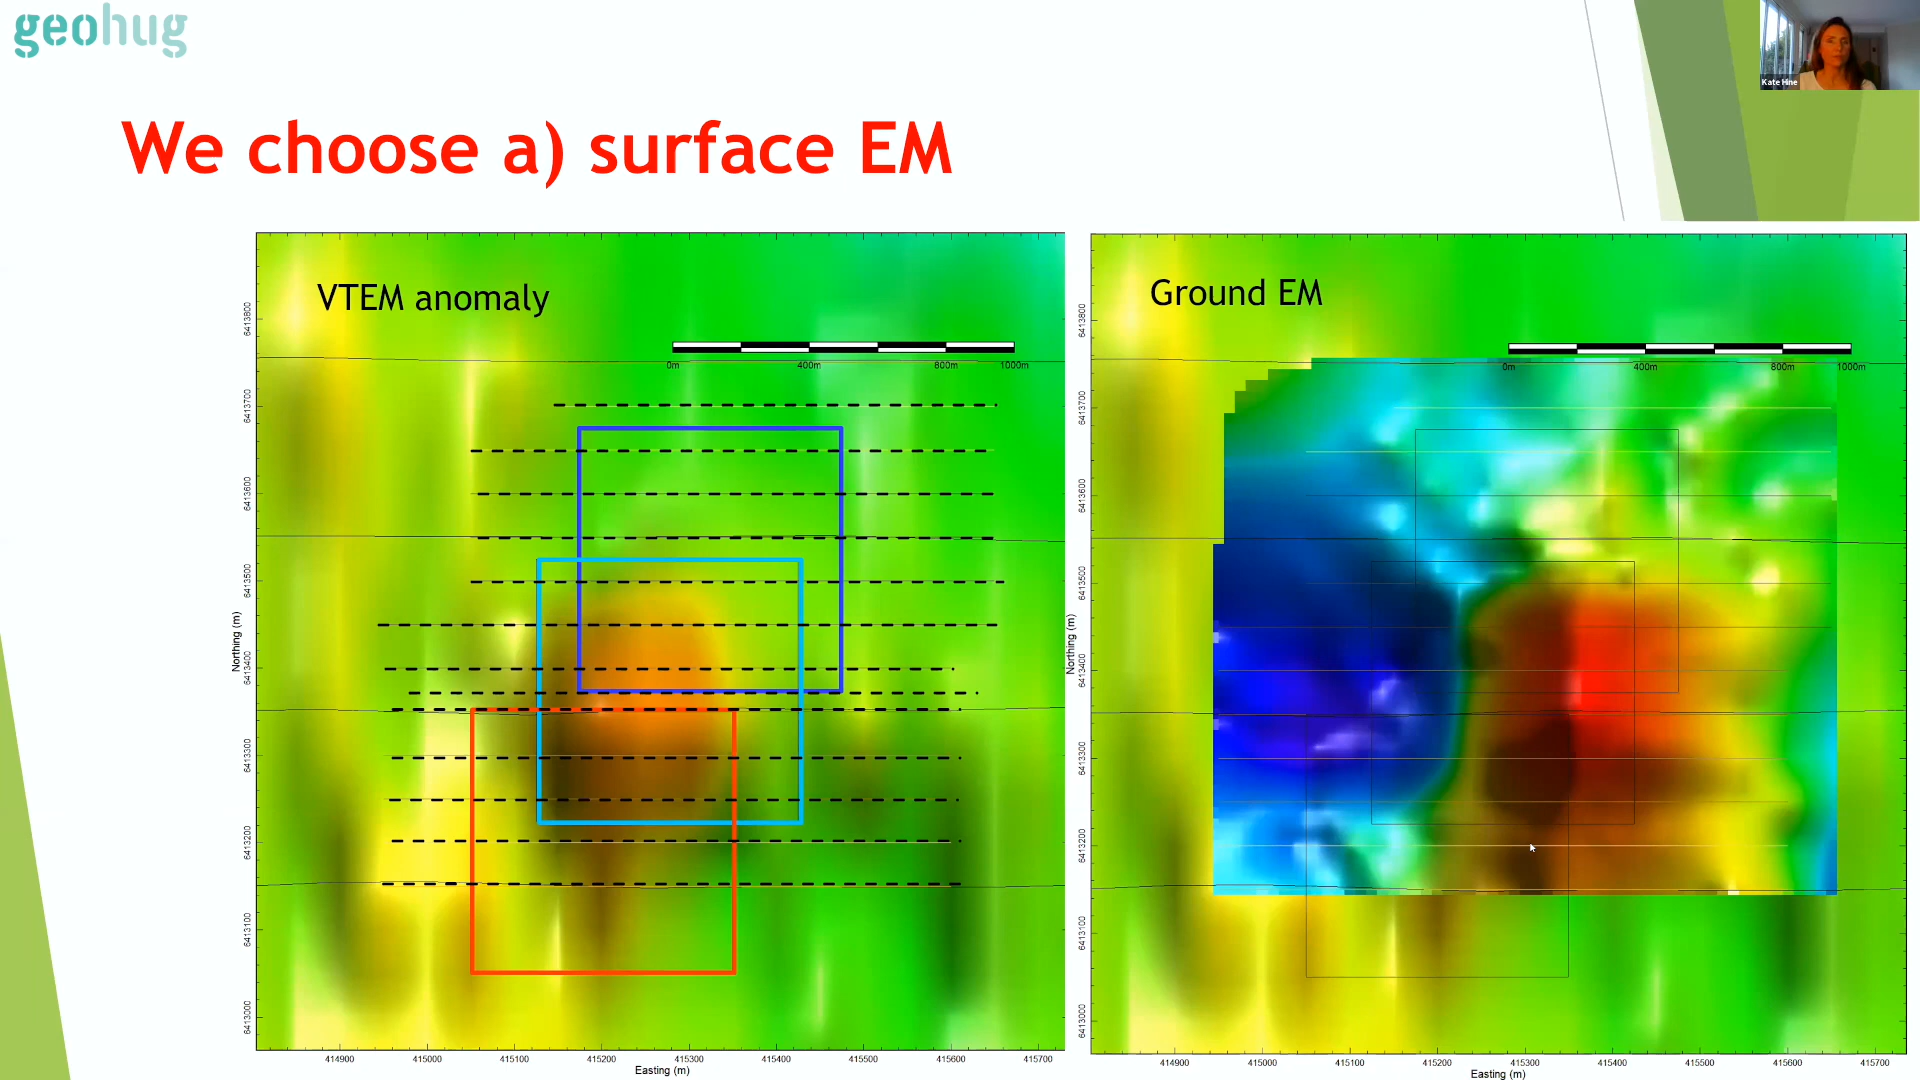 geohug
Kate Hine
We choose a) surface EM
VTEM anomaly
0m 400m 800m 1000m
6413800
6413700
6413600
6413500
6413400
6413300
6413200
6413100
6413000
Northing (m)
414900 415000 415100 415200 415300 415400 415500 415600 415700
Easting (m)
Ground EM
0m 400m 800m 1000m
6413800
6413700
6413600
6413500
6413400
6413300
6413200
6413100
6413000
Northing (m)
414900 415000 415100 415200 415300 415400 415500 415600 415700
Easting (m)